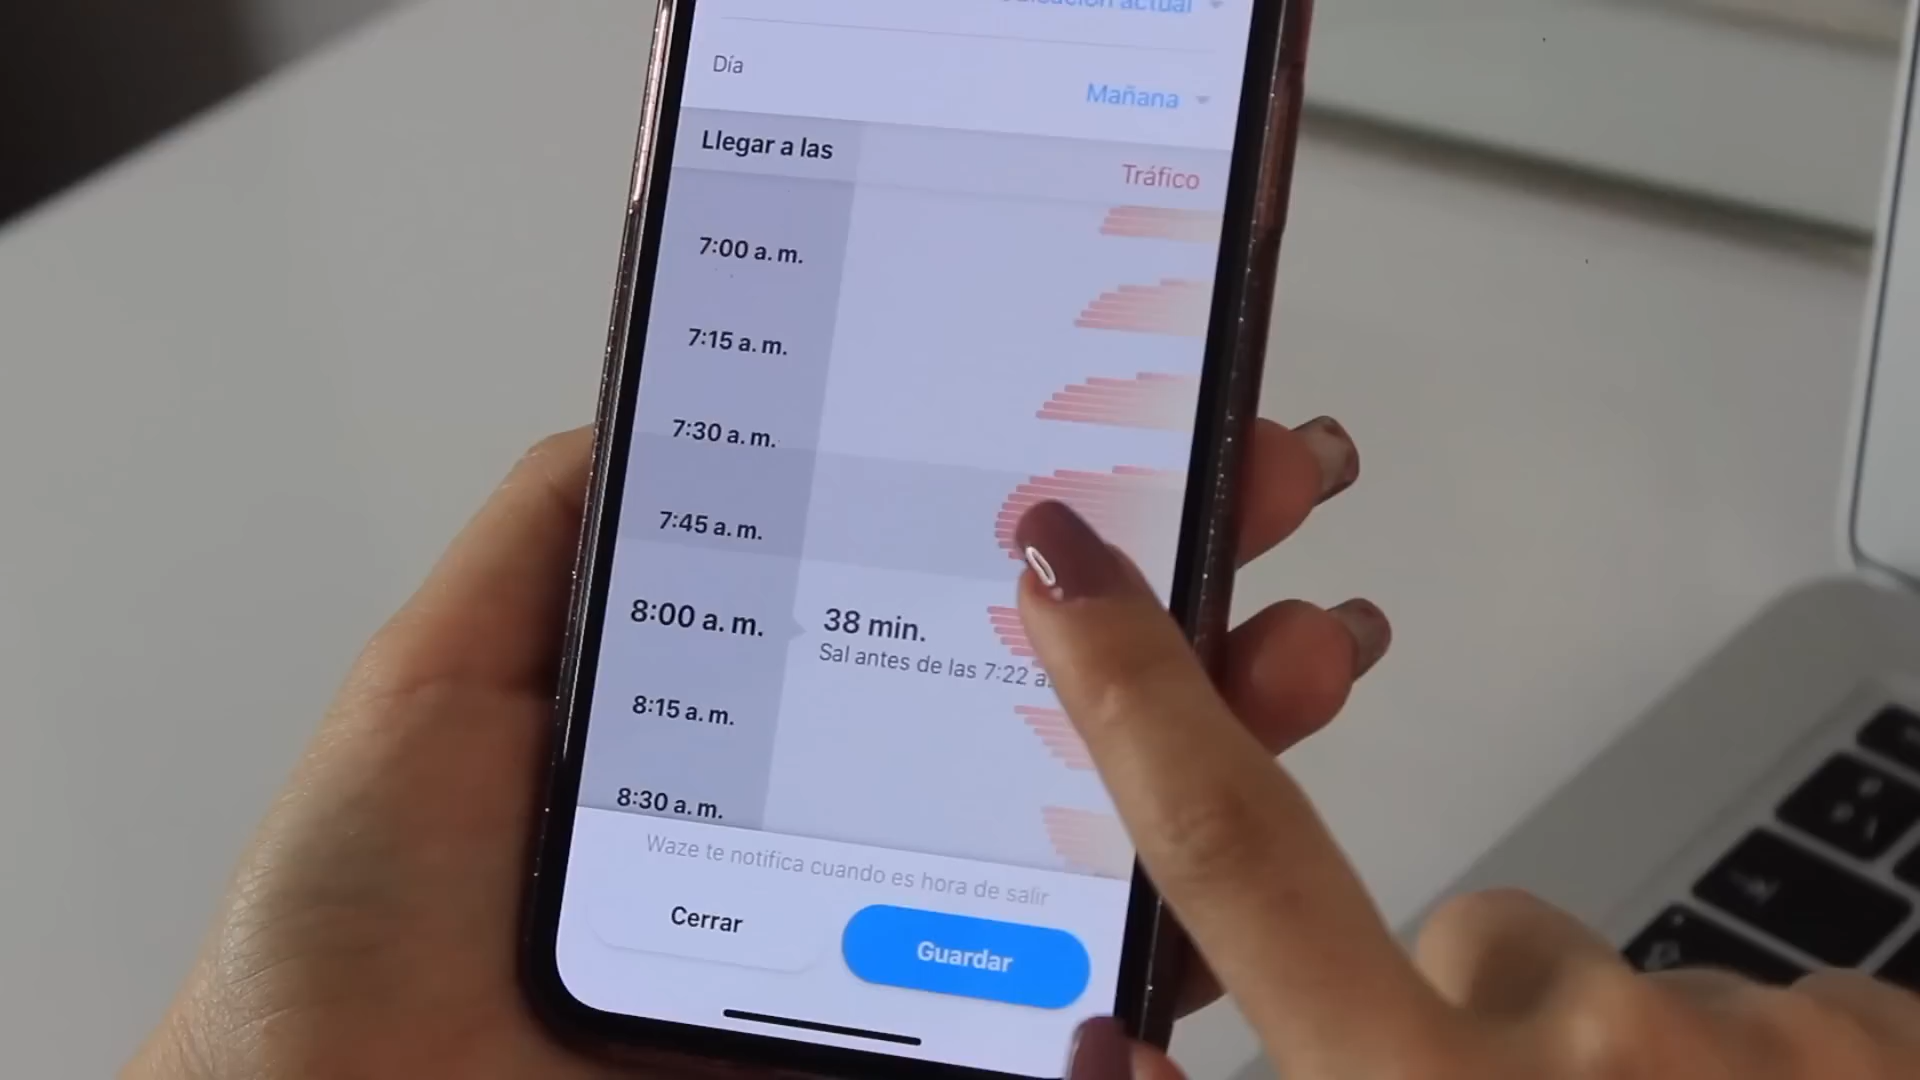 actual
Día
Mañana
Llegar a las
Tráfico
7:00 a. m.
7:15 a. m.
7:30 a. m.
7:45 a. m.
8:00 a. m.
38 min.
Sal antes de las 7:22 a.
8:15 a. m.
8:30 a. m.
Waze te notifica cuando es hora de salir
Cerrar
Guardar